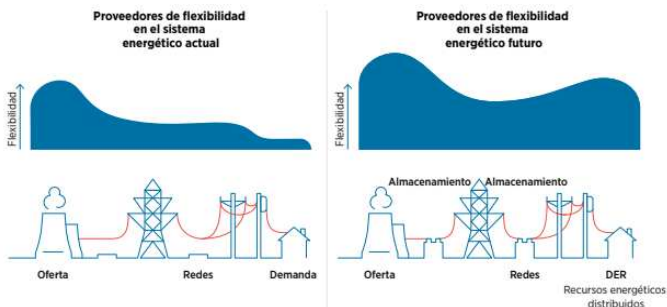 Proveedores de flexibilidad
en el sistema
energético actual
Flexibilidad
Oferta
Redes
Demanda
Proveedores de flexibilidad
en el sistema
energético futuro
Flexibilidad
Almacenamiento
Almacenamiento
Oferta
Redes
DER
Recursos energéticos
distribuidos